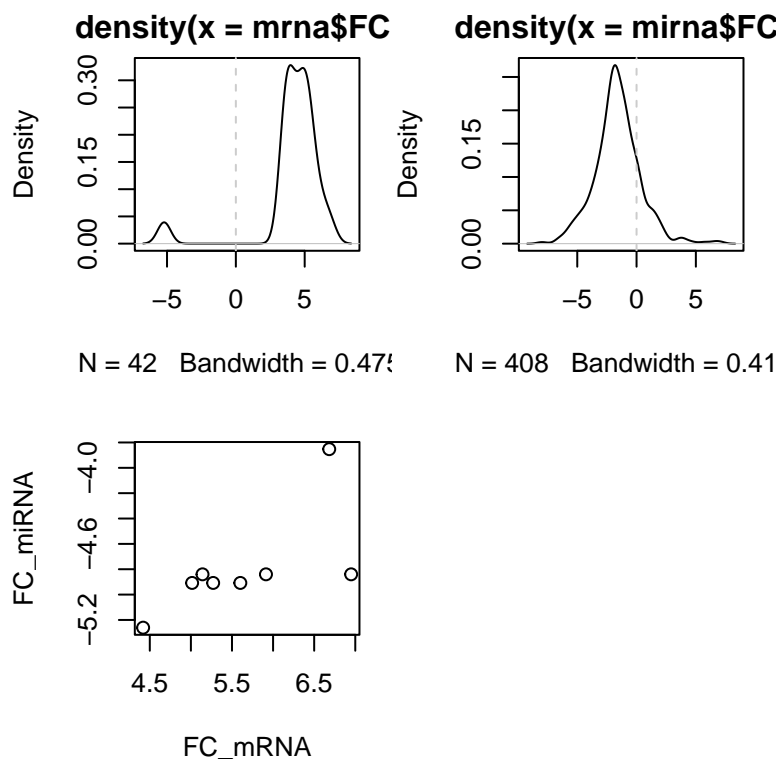 density(x = mrna$FC
Density
0.00 0.15 0.30
−5 0 5
N = 42 Bandwidth = 0.475
density(x = mirna$FC
Density
0.00 0.15
−5 0 5
N = 408 Bandwidth = 0.41
FC_miRNA
−5.2 −4.6 −4.0
4.5 5.5 6.5
FC_mRNA